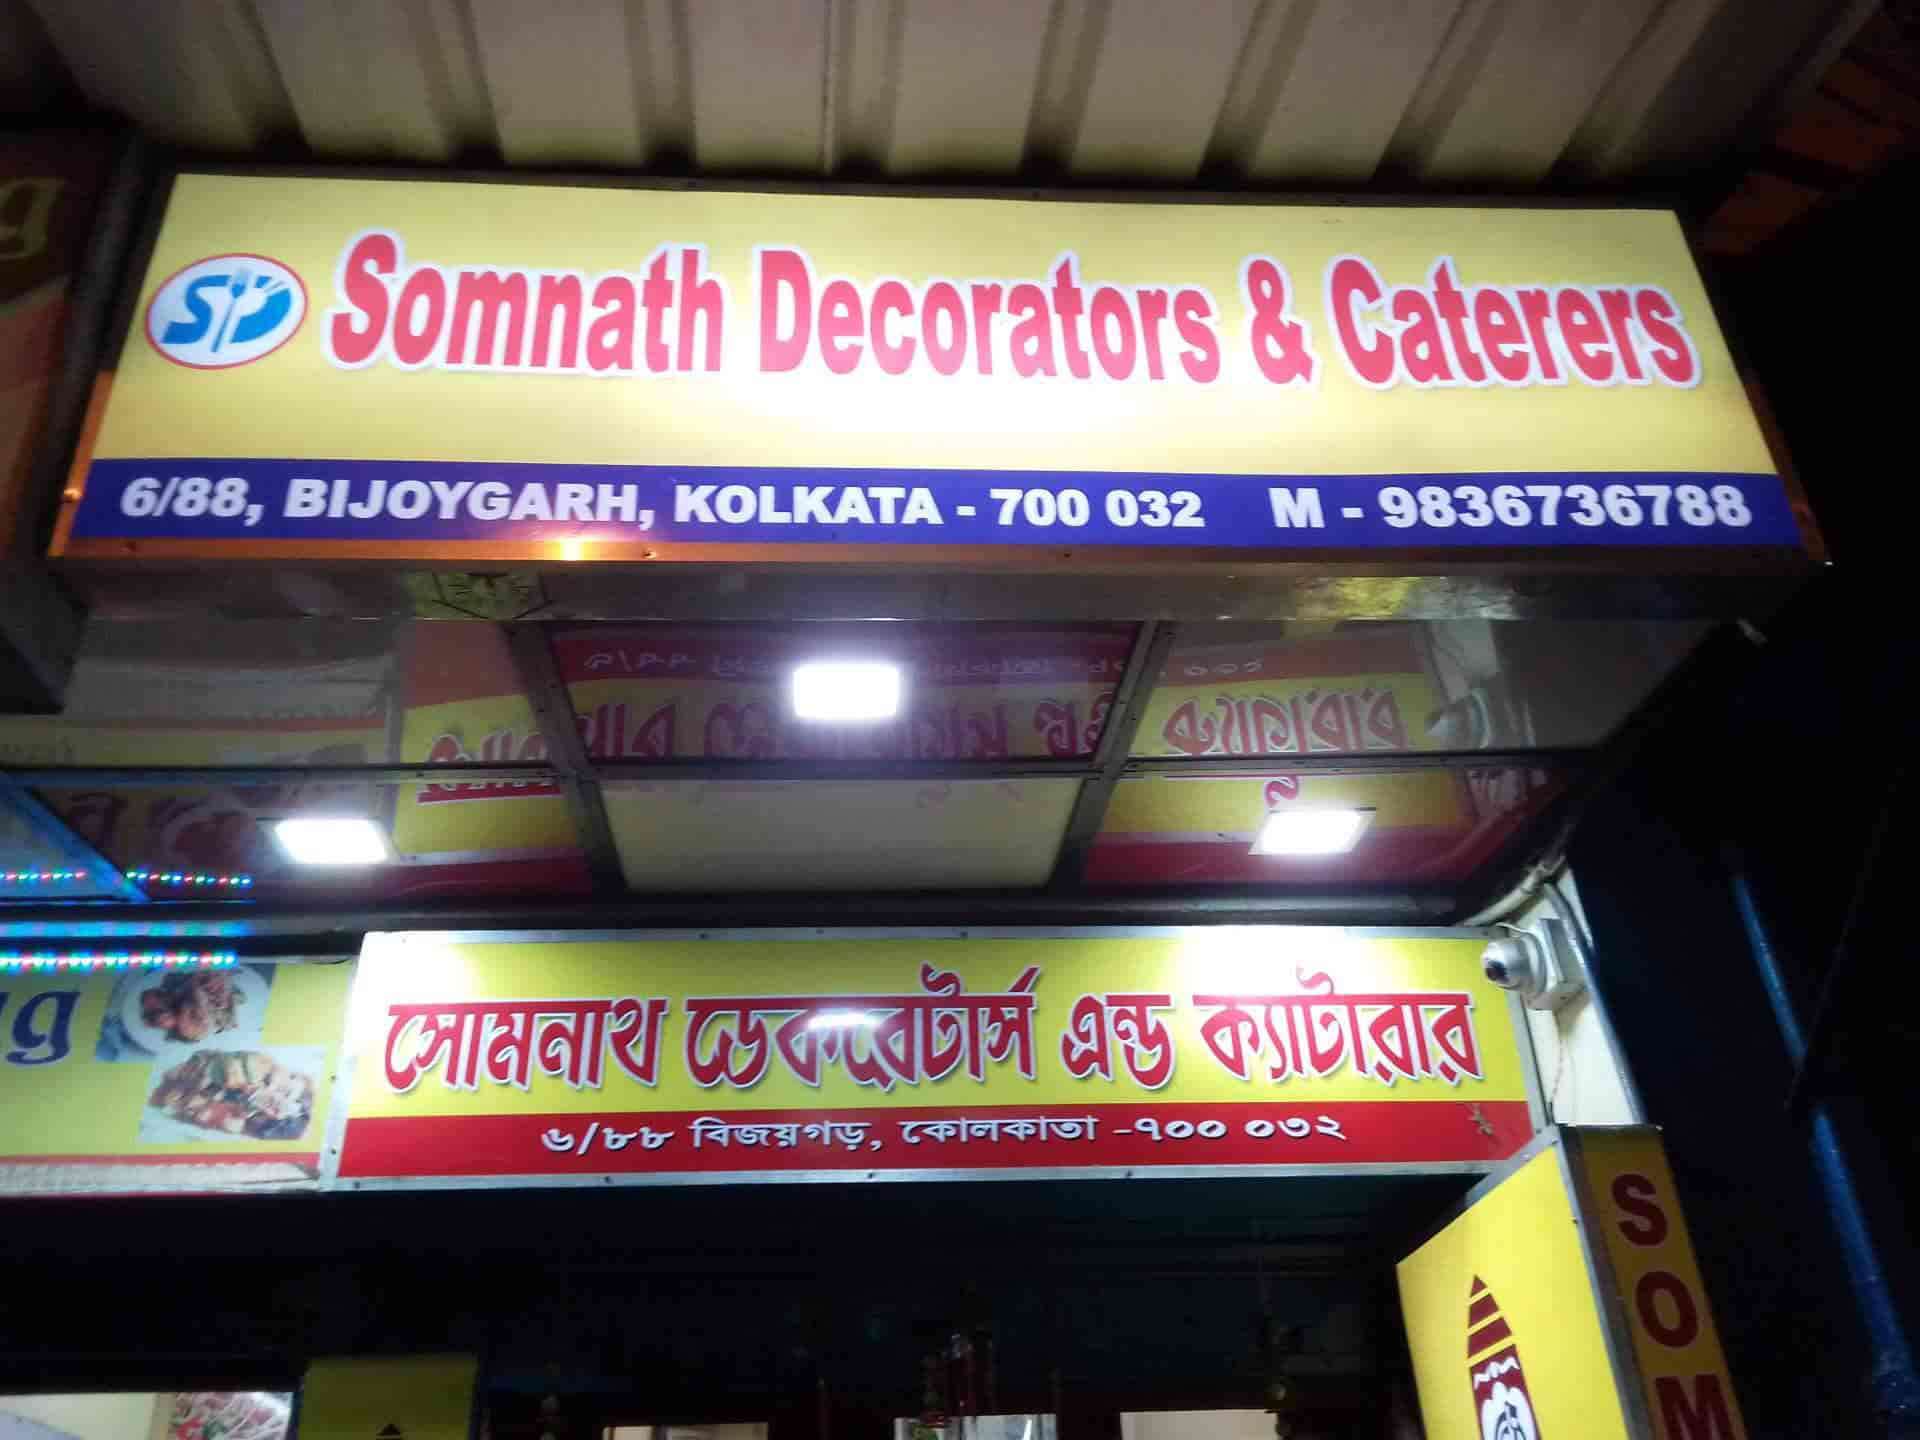 SD Somnath Decorators & Caterers
6/88, BIJOYGARH, KOLKATA - 700 032 M - 9836736788
সোমনাথ ডেকরেটার্স এন্ড ক্যাটারার
৬/৮৮ বিজয়গড়, কোলকাতা -৭০০ ০৩২
SOM